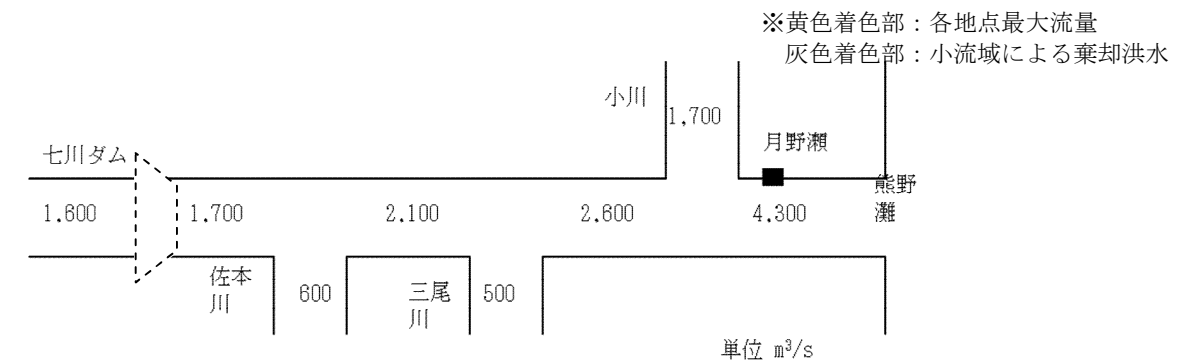 ※黄色着色部：各地点最大流量
灰色着色部：小流域による棄却洪水
小川
1,700
月野瀬
七川ダム
熊野
灘
1,600
1,700
2,100
2,600
4,300
佐本
川
600
三尾
川
500
単位 m³/s